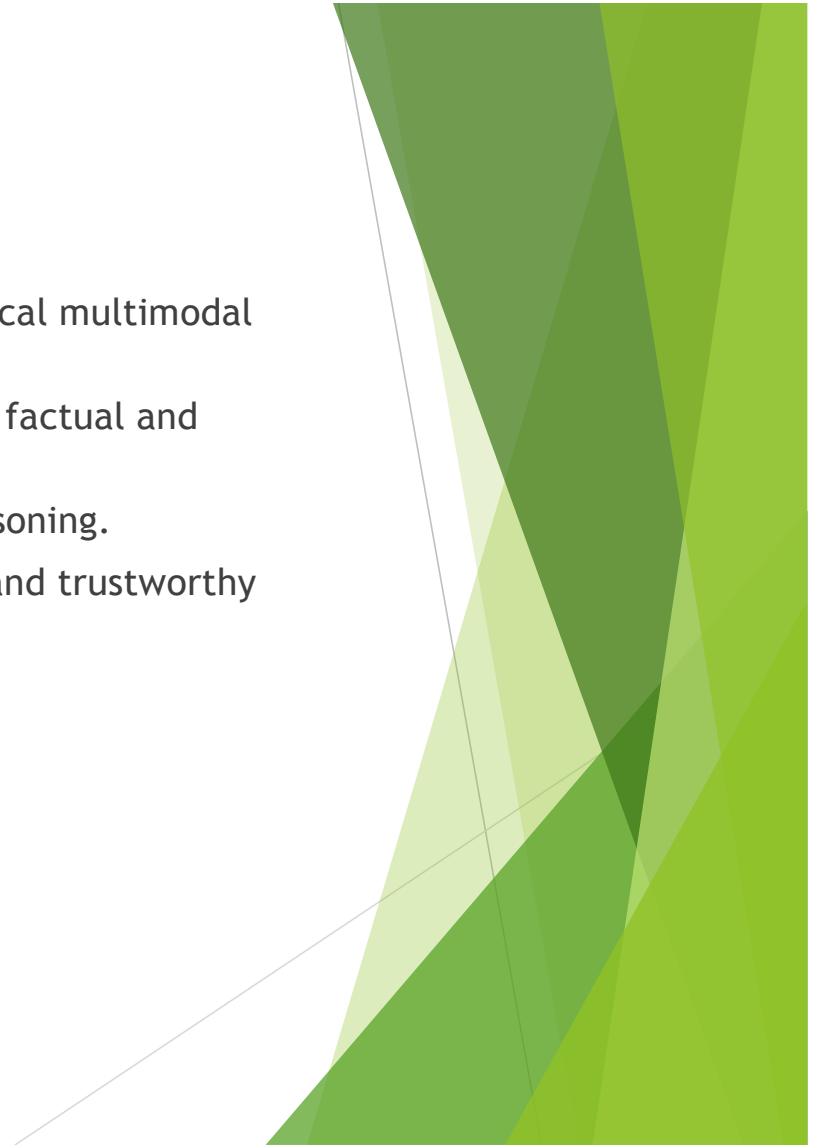 cal multimodal
factual and
soning.
and trustworthy